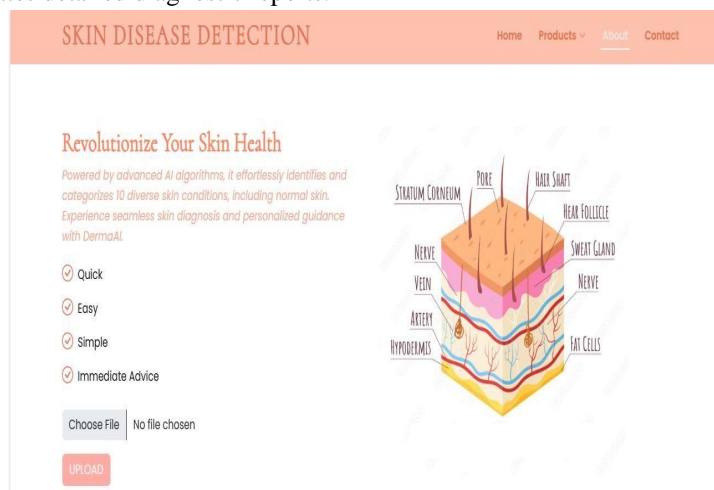 detailed diagnostic reports.
SKIN DISEASE DETECTION
Home Products About Contact
Revolutionize Your Skin Health
Powered by advanced AI algorithms, it effortlessly identifies and
categorizes 10 diverse skin conditions, including normal skin.
Experience seamless skin diagnosis and personalized guidance
with DermaAI.
Quick
Easy
Simple
Immediate Advice
Choose File No file chosen
UPLOAD
STRATUM CORNEUM
PORE
HAIR SHAFT
HEAR FOLLICLE
SWEAT GLAND
NERVE
NERVE
VEIN
ARTERY
HYPODERMIS
FAT CELLS